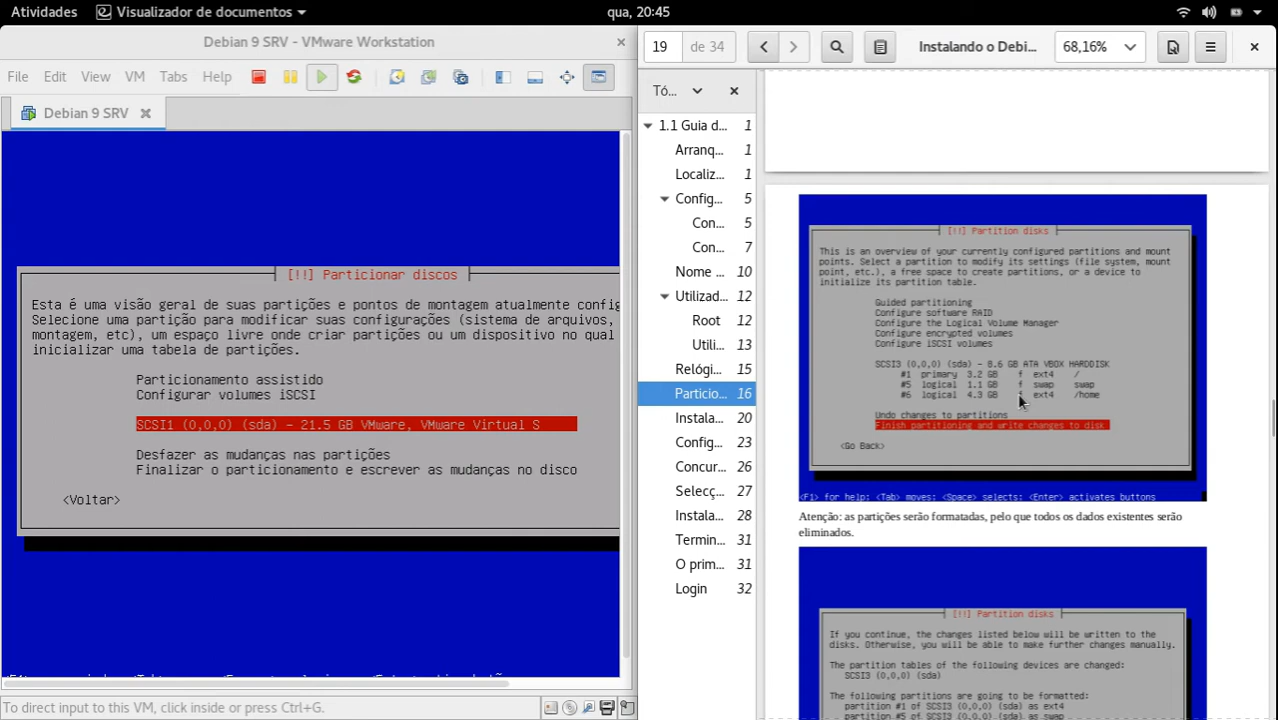 Atividades
Visualizador de documentos
qua, 20:45
Debian 9 SRV - VMware Workstation
File Edit View VM Tabs Help
Debian 9 SRV
[!!] Particionar discos
Esta é uma visão geral de suas partições e pontos de montagem atualmente config
Selecione uma partição para modificar suas configurações (sistema de arquivos,
montagem, etc), um espaço livre onde criar partições ou um dispositivo no qual
inicializar uma tabela de partições.
Particionamento assistido
Configurar volumes iSCSI
SCSI1 (0,0,0) (sda) - 21.5 GB VMware, VMware Virtual S
Desfazer as mudanças nas partições
Finalizar o particionamento e escrever as mudanças no disco
<Voltar>
To direct input to this VM, click inside or press Ctrl+G.
19 de 34
Instalando o Debi...
68,16%
Tó...
1.1 Guia d... 1
Arranq... 1
Localiz... 1
Config... 5
Con... 5
Con... 7
Nome ... 10
Utilizad... 12
Root 12
Utili... 13
Relógi... 15
Particio... 16
Instala... 20
Config... 23
Concur... 26
Selecç... 27
Instala... 28
Termin... 31
O prim... 31
Login 32
[!!] Partition disks
This is an overview of your currently configured partitions and mount
points. Select a partition to modify its settings (file system, mount
point, etc.), a free space to create partitions, or a device to
initialize its partition table.
Guided partitioning
Configure software RAID
Configure the Logical Volume Manager
Configure encrypted volumes
Configure iSCSI volumes
SCSI3 (0,0,0) (sda) - 8.6 GB ATA VBOX HARDDISK
#1 primary 3.2 GB f ext4 /
#5 logical 1.1 GB f swap swap
#6 logical 4.3 GB f ext4 /home
Undo changes to partitions
Finish partitioning and write changes to disk
<Go Back>
<F1> for help; <Tab> moves; <Space> selects; <Enter> activates buttons
Atenção: as partições serão formatadas, pelo que todos os dados existentes serão
eliminados.
[!!] Partition disks
If you continue, the changes listed below will be written to the
disks. Otherwise, you will be able to make further changes manually.
The partition tables of the following devices are changed:
SCSI3 (0,0,0) (sda)
The following partitions are going to be formatted:
partition #1 of SCSI3 (0,0,0) (sda) as ext4
partition #5 of SCSI3 (0,0,0) (sda) as swap